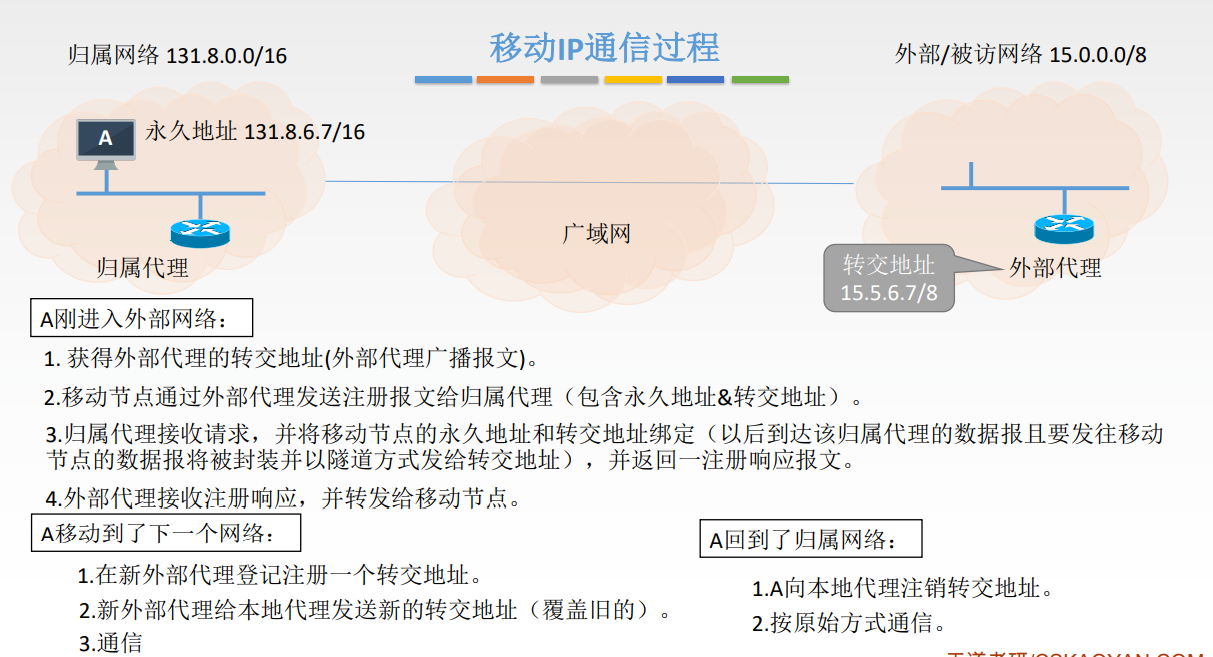 移动IP通信过程
归属网络 131.8.0.0/16
外部/被访网络 15.0.0.0/8
A
永久地址 131.8.6.7/16
广域网
归属代理
转交地址
15.5.6.7/8
外部代理
A刚进入外部网络：
1. 获得外部代理的转交地址(外部代理广播报文)。
2.移动节点通过外部代理发送注册报文给归属代理（包含永久地址&转交地址）。
3.归属代理接收请求，并将移动节点的永久地址和转交地址绑定（以后到达该归属代理的数据报且要发往移动
节点的数据报将被封装并以隧道方式发给转交地址），并返回一注册响应报文。
4.外部代理接收注册响应，并转发给移动节点。
A移动到了下一个网络：
1.在新外部代理登记注册一个转交地址。
2.新外部代理给本地代理发送新的转交地址（覆盖旧的）。
3.通信
A回到了归属网络：
1.A向本地代理注销转交地址。
2.按原始方式通信。